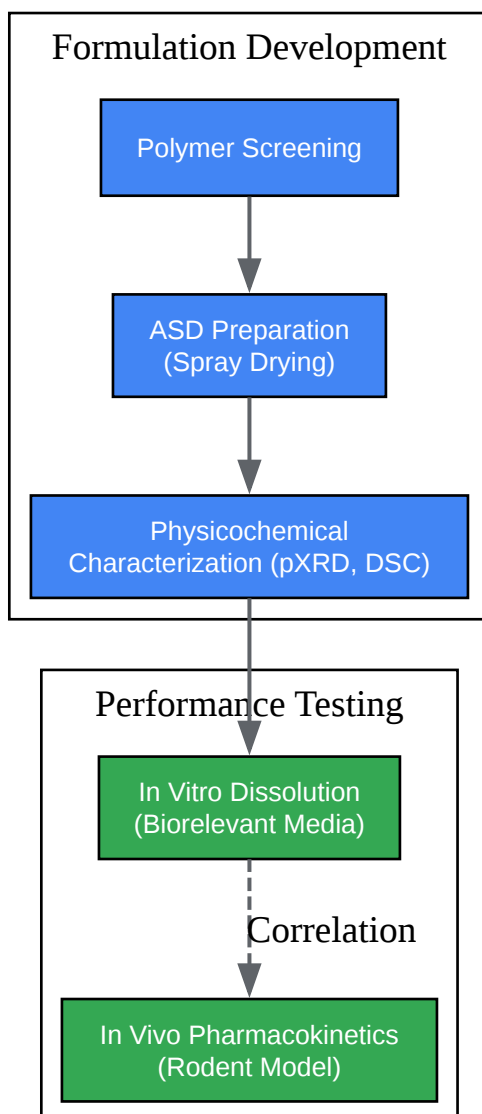 Formulation Development
Polymer Screening
ASD Preparation
(Spray Drying)
Physicochemical
Characterization (pXRD, DSC)
Performance Testing
In Vitro Dissolution
(Biorelevant Media)
Correlation
In Vivo Pharmacokinetics
(Rodent Model)